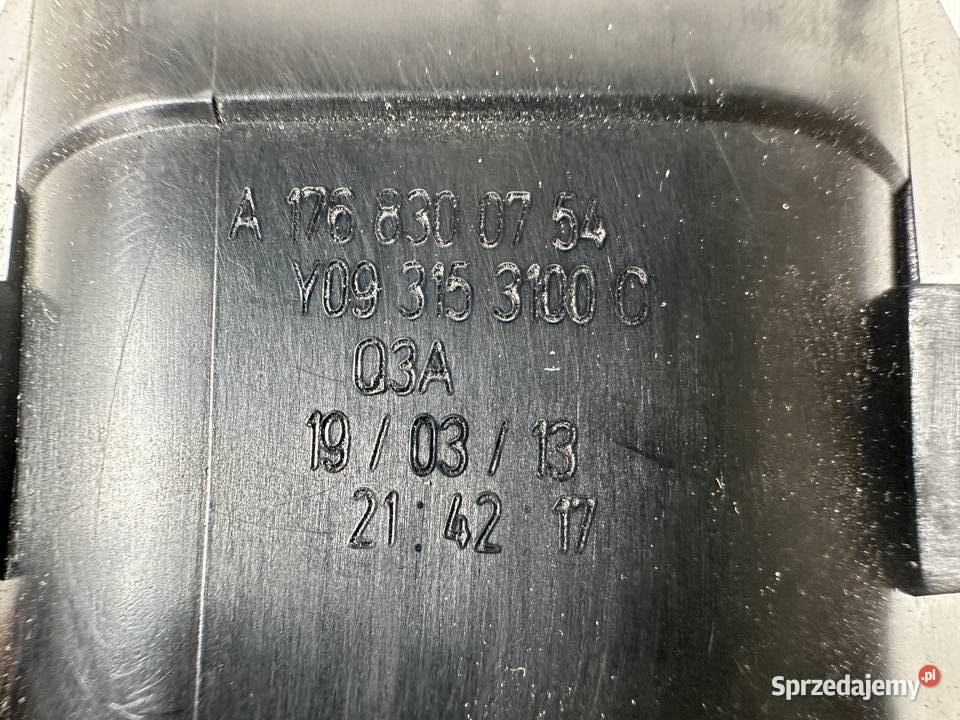 A 176 830 07 54
Y09 315 3100 C
Q3A
19 / 03 / 13
21:42:17
Sprzedajemy.pl